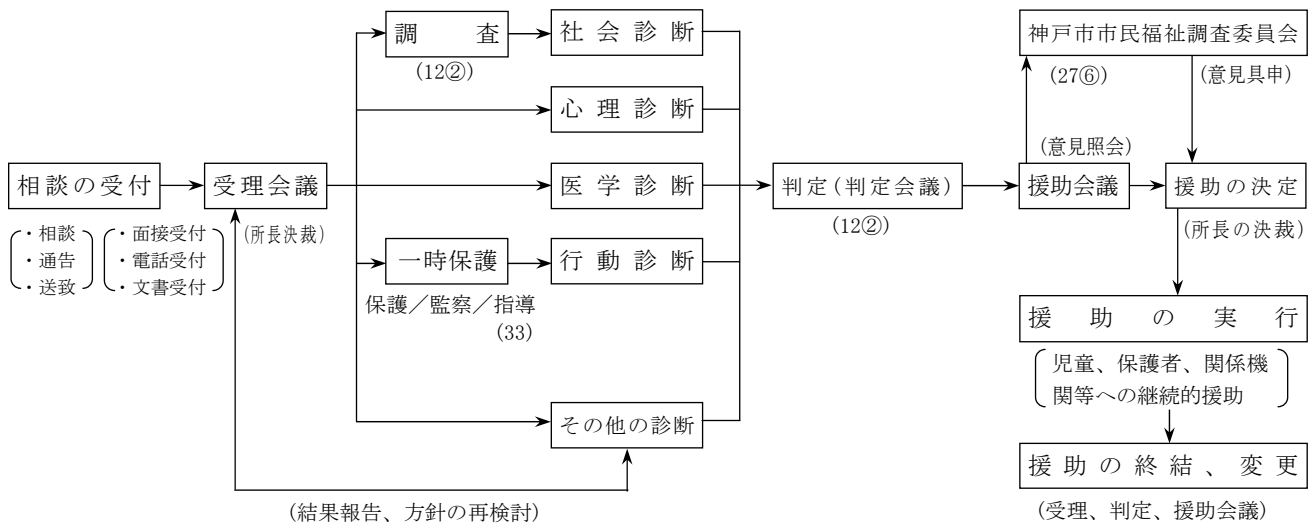 調査
(12②)
社会診断
心理診断
医学診断
一時保護
行動診断
保護／監察／指導
(33)
その他の診断
相談の受付
・相談
・通告
・送致
・面接受付
・電話受付
・文書受付
受理会議
(所長決裁)
(結果報告、方針の再検討)
判定(判定会議)
(12②)
神戸市市民福祉調査委員会
(27⑥)
(意見具申)
(意見照会)
援助会議
援助の決定
(所長の決裁)
援助の実行
児童、保護者、関係機
関等への継続的援助
援助の終結、変更
(受理、判定、援助会議)